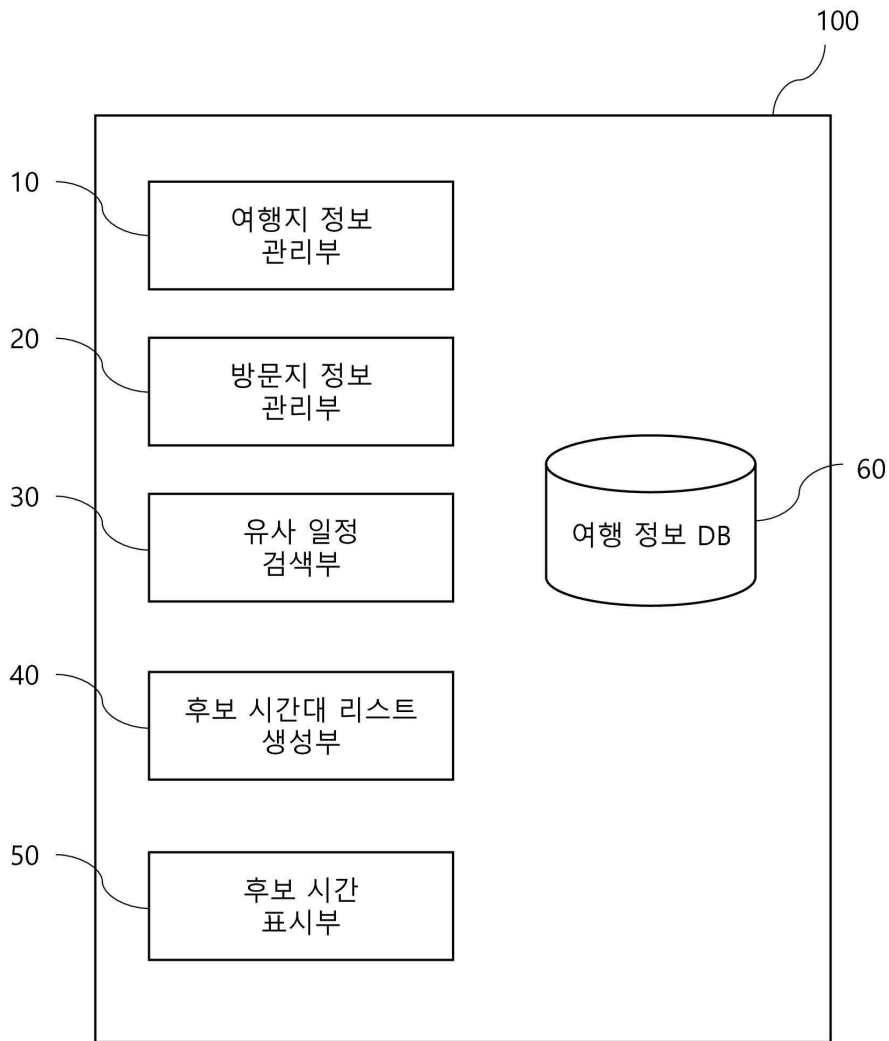 100
10
여행지 정보
관리부
20
방문지 정보
관리부
30
유사 일정
검색부
60
여행 정보 DB
40
후보 시간대 리스트
생성부
50
후보 시간
표시부